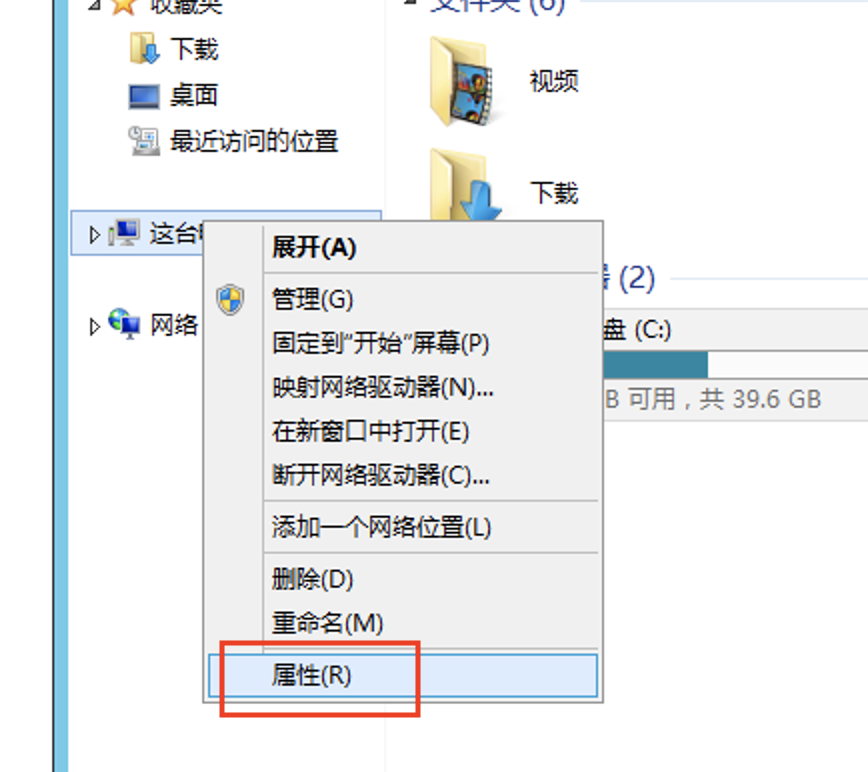 收藏夹
下载
桌面
最近访问的位置
这台
网络
文件夹 (6)
视频
下载
(2)
盘 (C:)
B 可用，共 39.6 GB
展开(A)
管理(G)
固定到"开始"屏幕(P)
映射网络驱动器(N)...
在新窗口中打开(E)
断开网络驱动器(C)...
添加一个网络位置(L)
删除(D)
重命名(M)
属性(R)